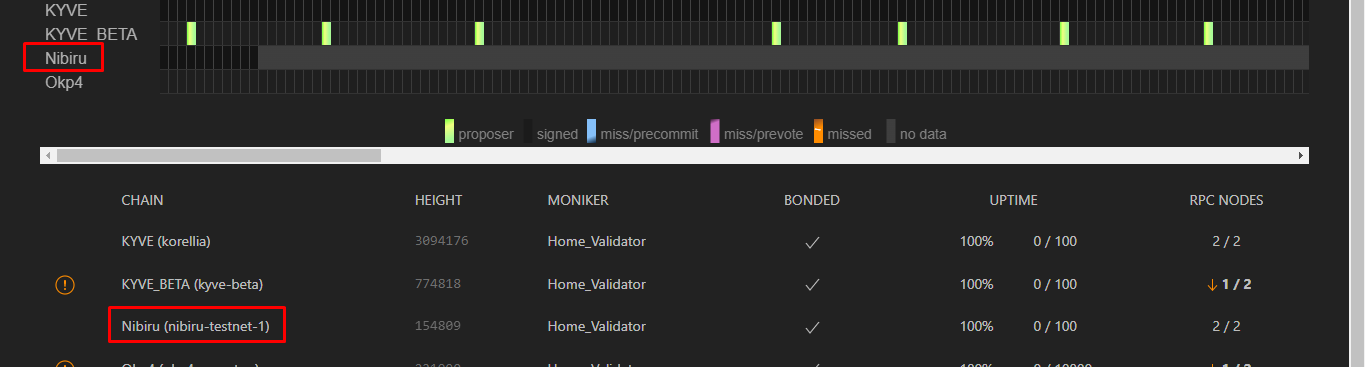 KYVE
KYVE_BETA
Nibiru
Okp4
proposer signed miss/precommit miss/prevote missed no data
CHAIN HEIGHT MONIKER BONDED UPTIME RPC NODES
KYVE (korellia) 3094176 Home_Validator ✓ 100% 0 / 100 2 / 2
KYVE_BETA (kyve-beta) 774818 Home_Validator ✓ 100% 0 / 100 ↓ 1 / 2
Nibiru (nibiru-testnet-1) 154809 Home_Validator ✓ 100% 0 / 100 2 / 2